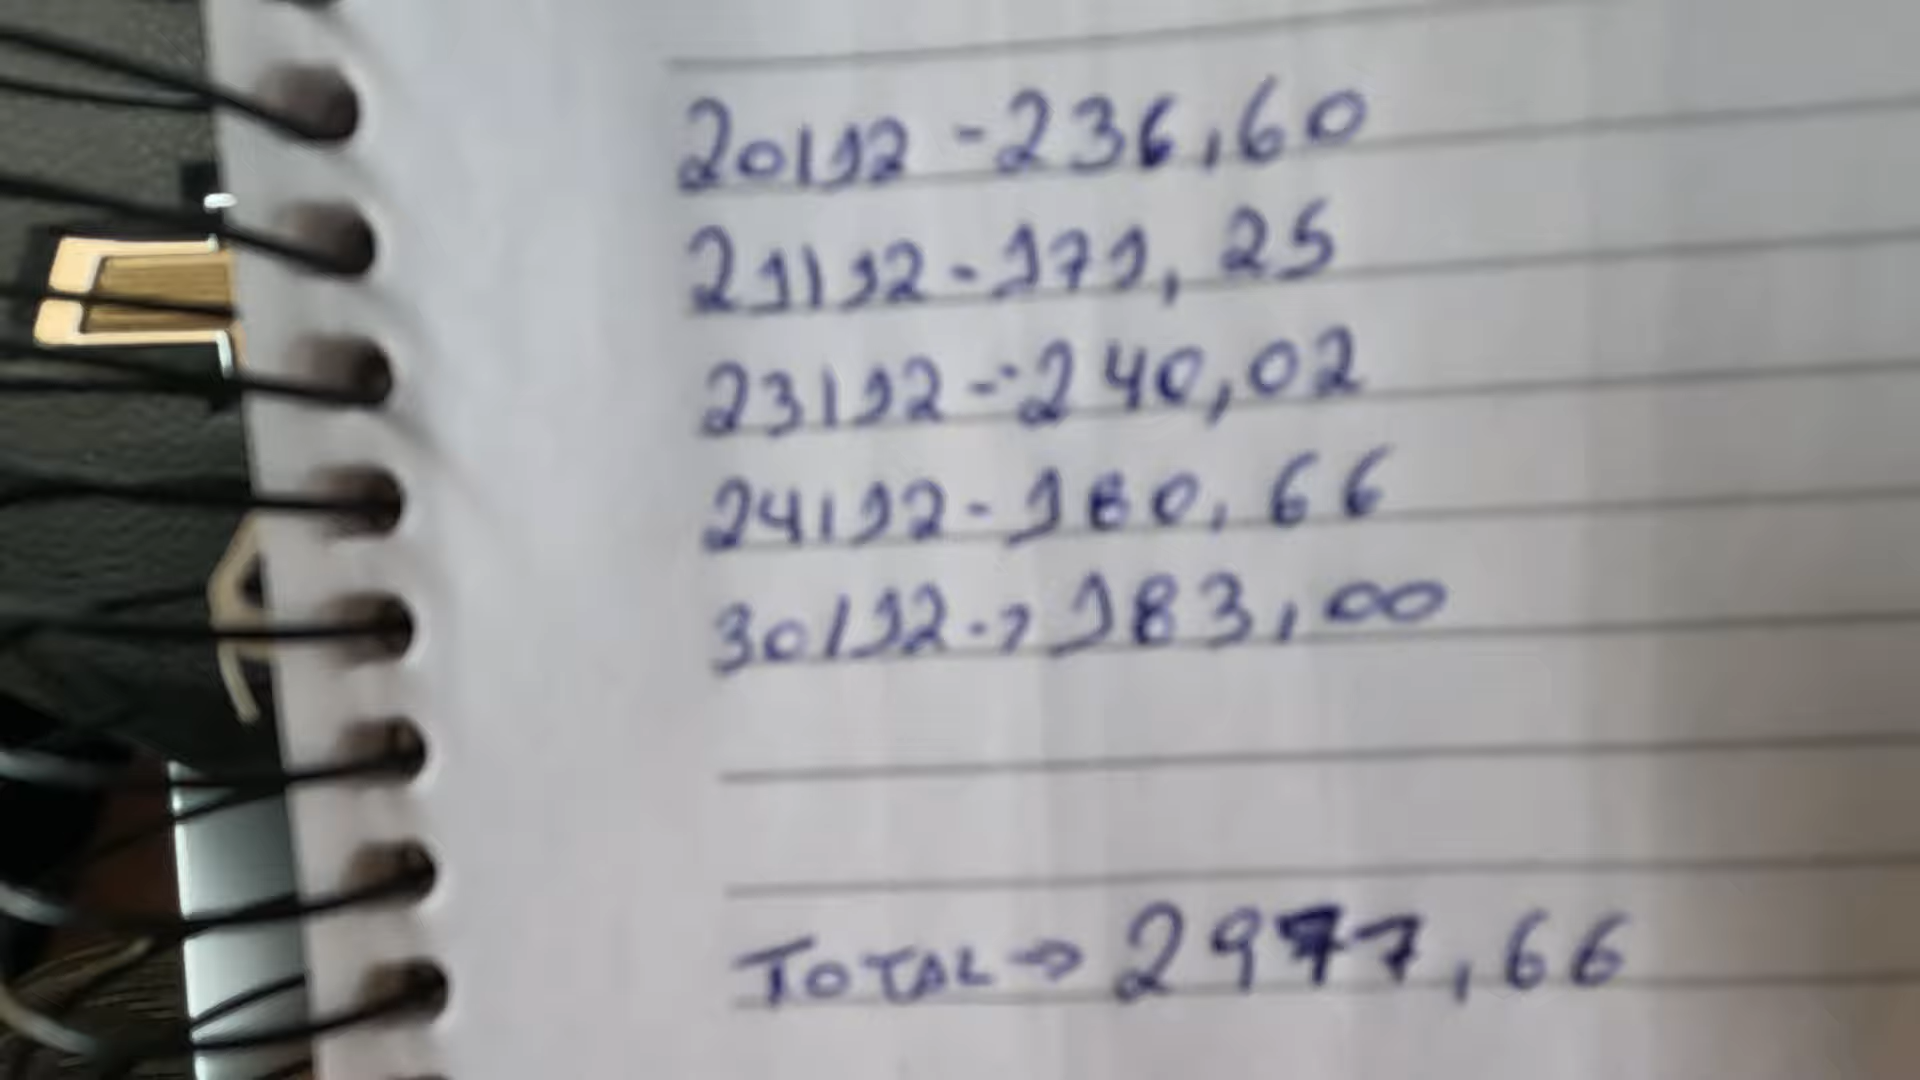 20/12 - 236,60
21/12 - 171,25
23/12 - 240,02
24/12 - 180,66
30/12 -> 183,00
TOTAL -> 2977,66